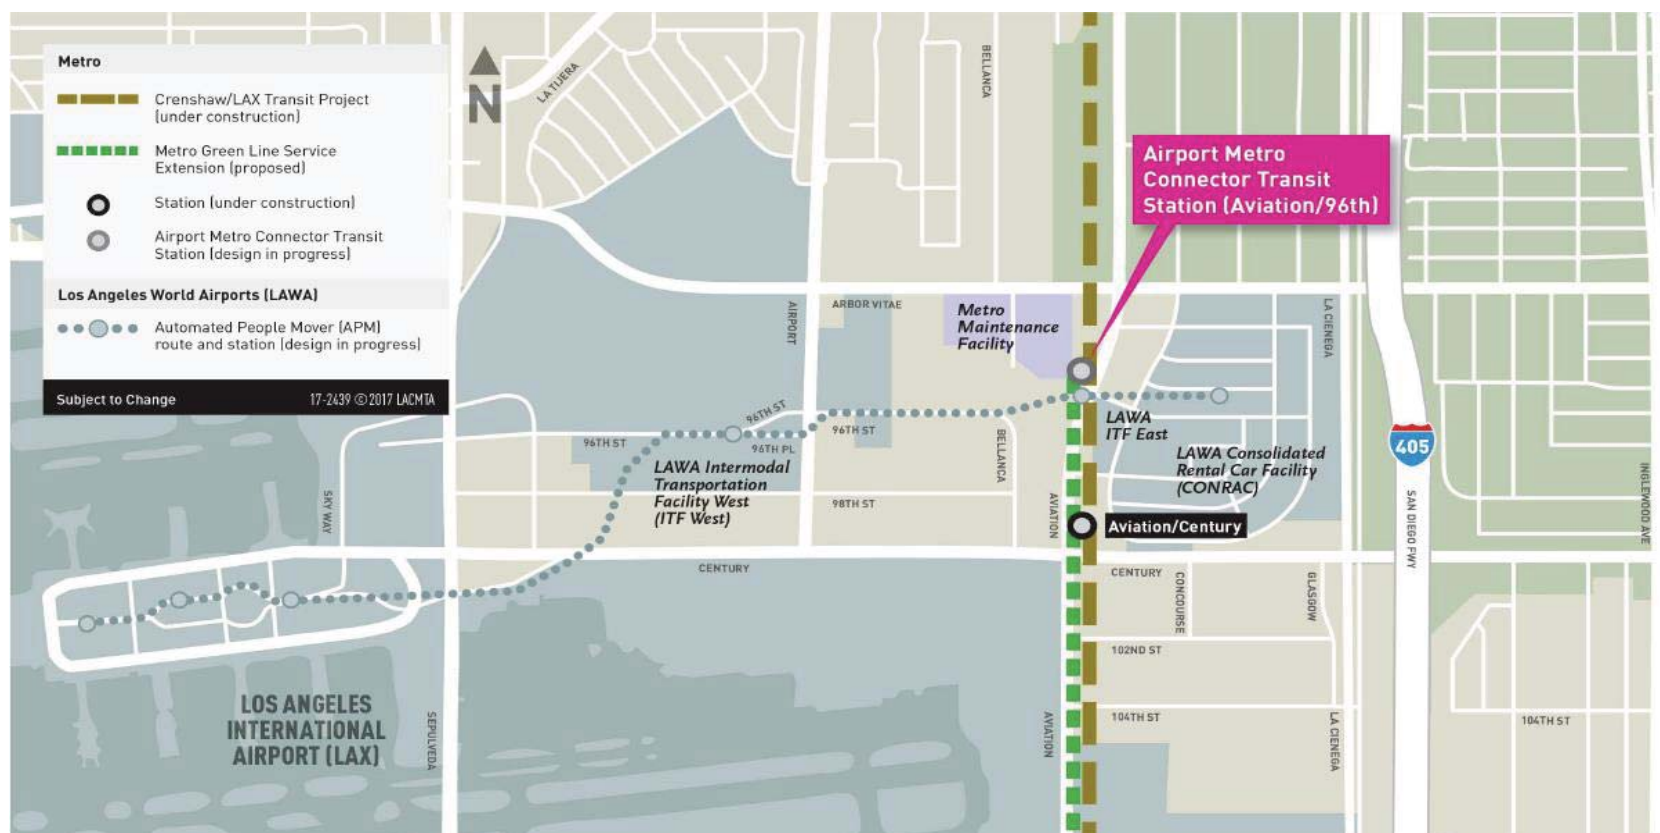 Metro
Crenshaw/LAX Transit Project
(under construction)
Metro Green Line Service
Extension (proposed)
Station (under construction)
Airport Metro Connector Transit
Station (design in progress)
Los Angeles World Airports (LAWA)
Automated People Mover (APM)
route and station (design in progress)
Subject to Change
17-2439 ©2017 LACMTA
N
LA TIJERA
BELLANCA
Airport Metro
Connector Transit
Station (Aviation/96th)
AIRPORT
ARBOR VITAE
Metro
Maintenance
Facility
LA CIENEGA
96TH ST
96TH ST
96TH PL
96TH ST
BELLANCA
LAWA
ITF East
LAWA Intermodal
Transportation
Facility West
(ITF West)
LAWA Consolidated
Rental Car Facility
(CONRAC)
405
SKY WAY
98TH ST
AVIATION
Aviation/Century
SAN DIEGO FWY
INGLEWOOD AVE
CENTURY
CENTURY
CONCOURSE
GLASGOW
102ND ST
LOS ANGELES
INTERNATIONAL
AIRPORT (LAX)
SEPULVEDA
AVIATION
104TH ST
LA CIENEGA
104TH ST